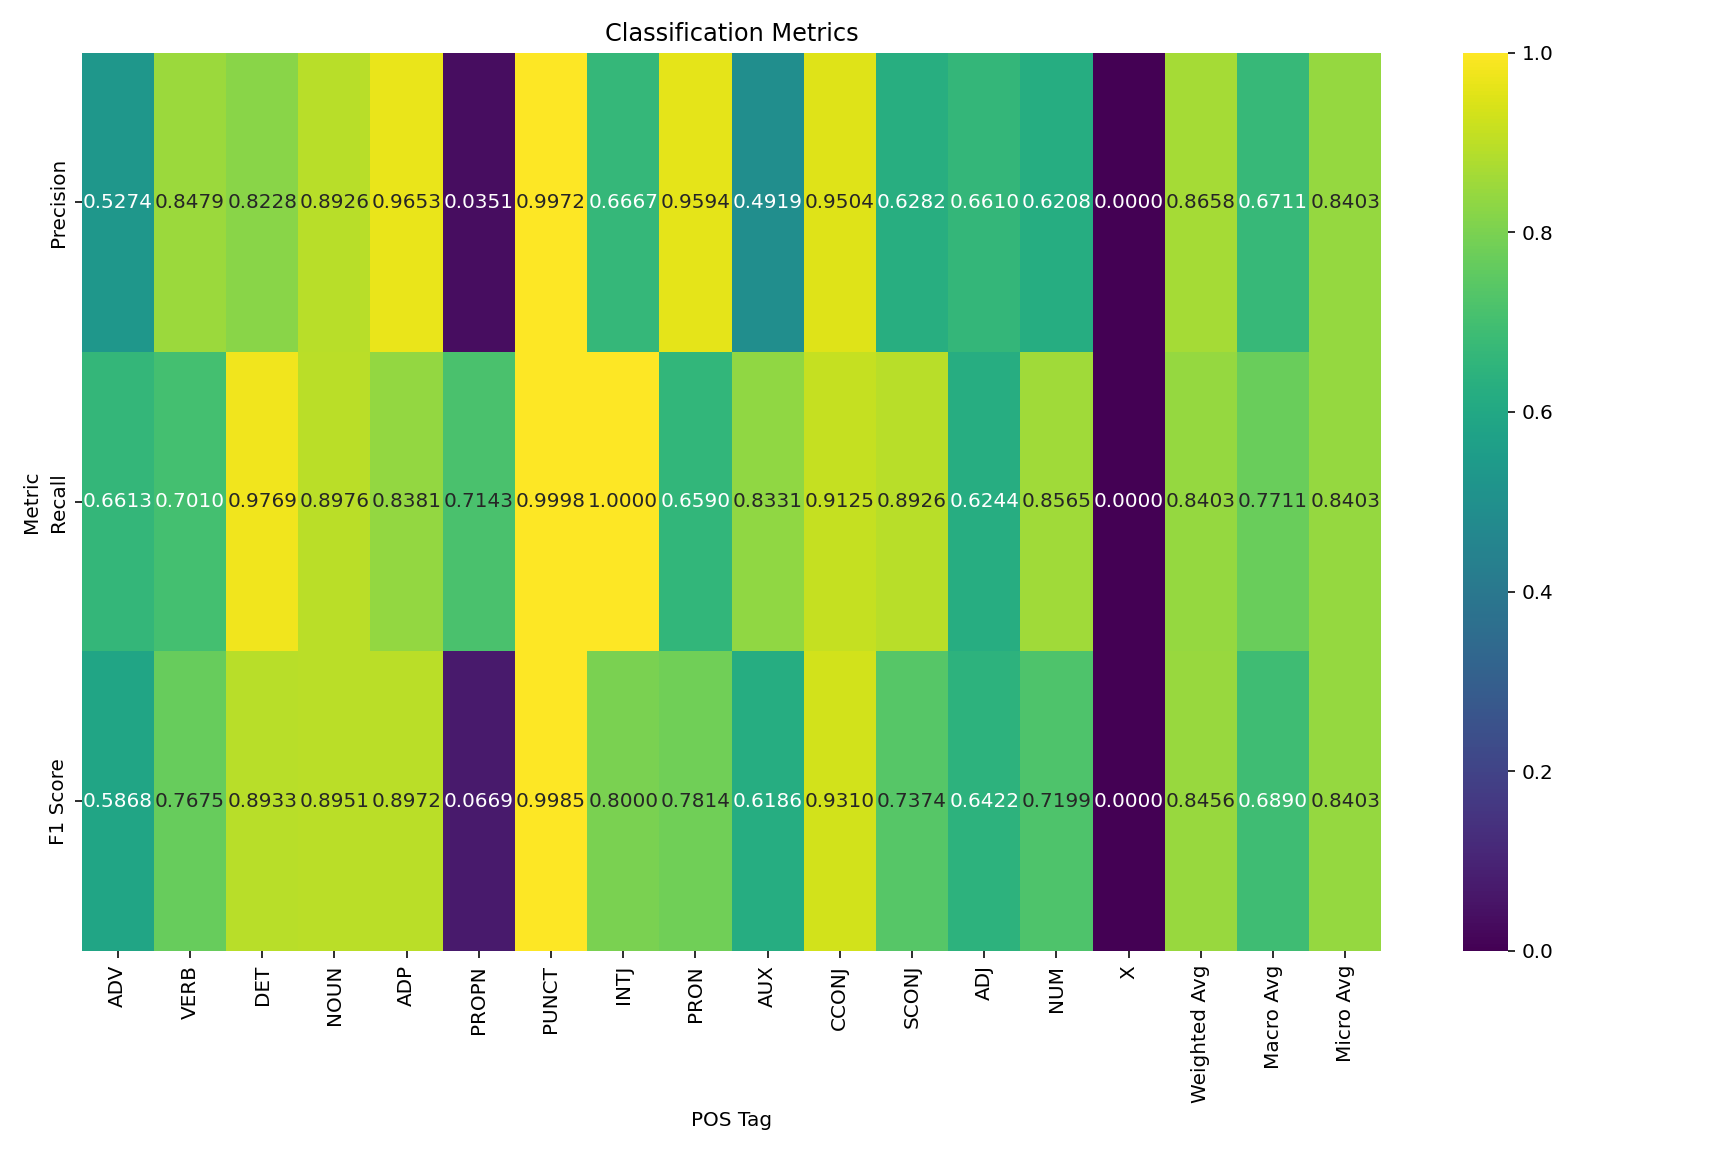 Classification Metrics
Metric
Precision
0.5274 0.8479 0.8228 0.8926 0.9653 0.0351 0.9972 0.6667 0.9594 0.4919 0.9504 0.6282 0.6610 0.6208 0.0000 0.8658 0.6711 0.8403
Recall
0.6613 0.7010 0.9769 0.8976 0.8381 0.7143 0.9998 1.0000 0.6590 0.8331 0.9125 0.8926 0.6244 0.8565 0.0000 0.8403 0.7711 0.8403
F1 Score
0.5868 0.7675 0.8933 0.8951 0.8972 0.0669 0.9985 0.8000 0.7814 0.6186 0.9310 0.7374 0.6422 0.7199 0.0000 0.8456 0.6890 0.8403
ADV VERB DET NOUN ADP PROPN PUNCT INTJ PRON AUX CCONJ SCONJ ADJ NUM X Weighted Avg Macro Avg Micro Avg
POS Tag
1.0
0.8
0.6
0.4
0.2
0.0